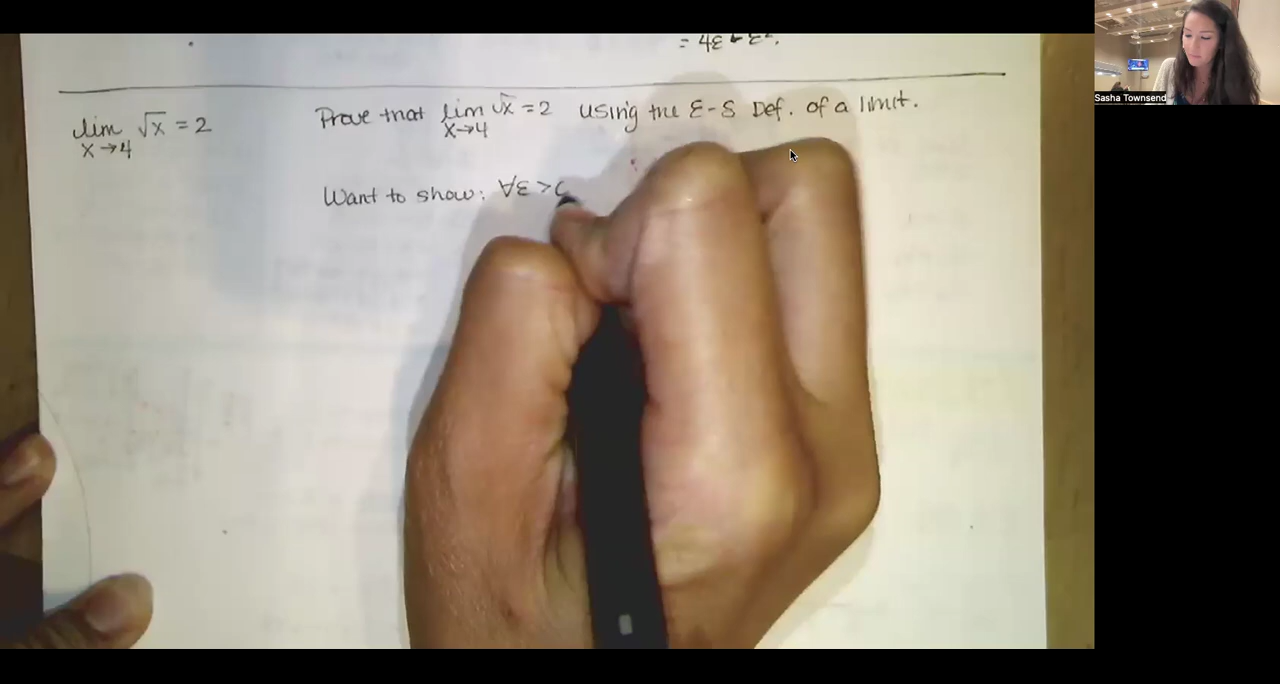 = 4ε - ε².
lim √x = 2
x→4
Prove that lim √x = 2 using the ε-δ Def. of a limit.
x→4
Want to show: ∀ε >
Sasha Townsend